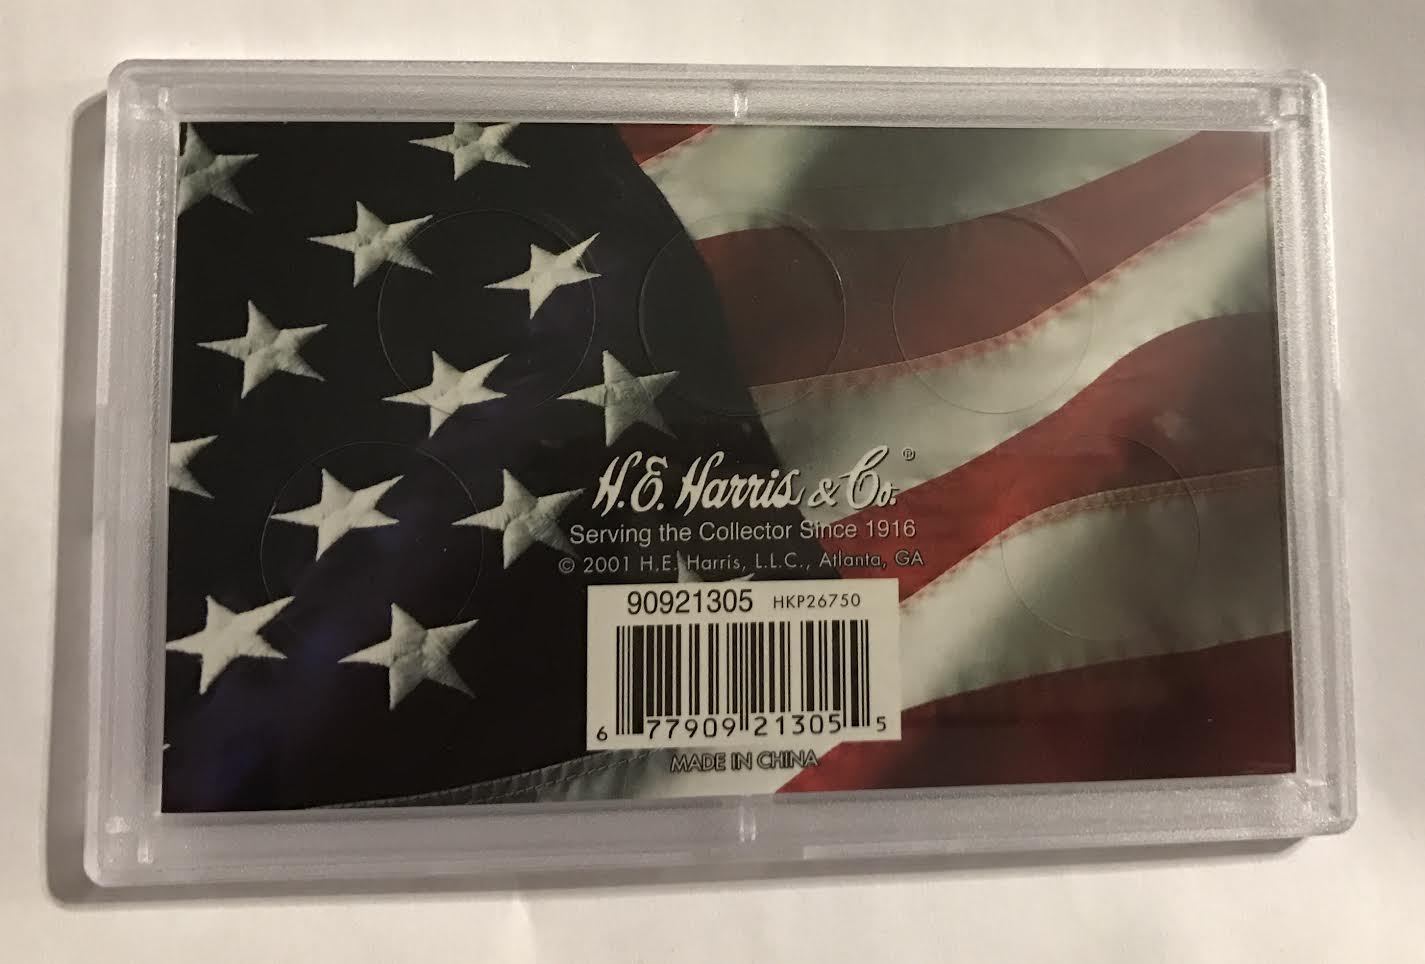 H.E. Harris & Co.®
Serving the Collector Since 1916
© 2001 H.E. Harris, L.L.C., Atlanta, GA
90921305 HKP26750
6 77909 21305 5
MADE IN CHINA